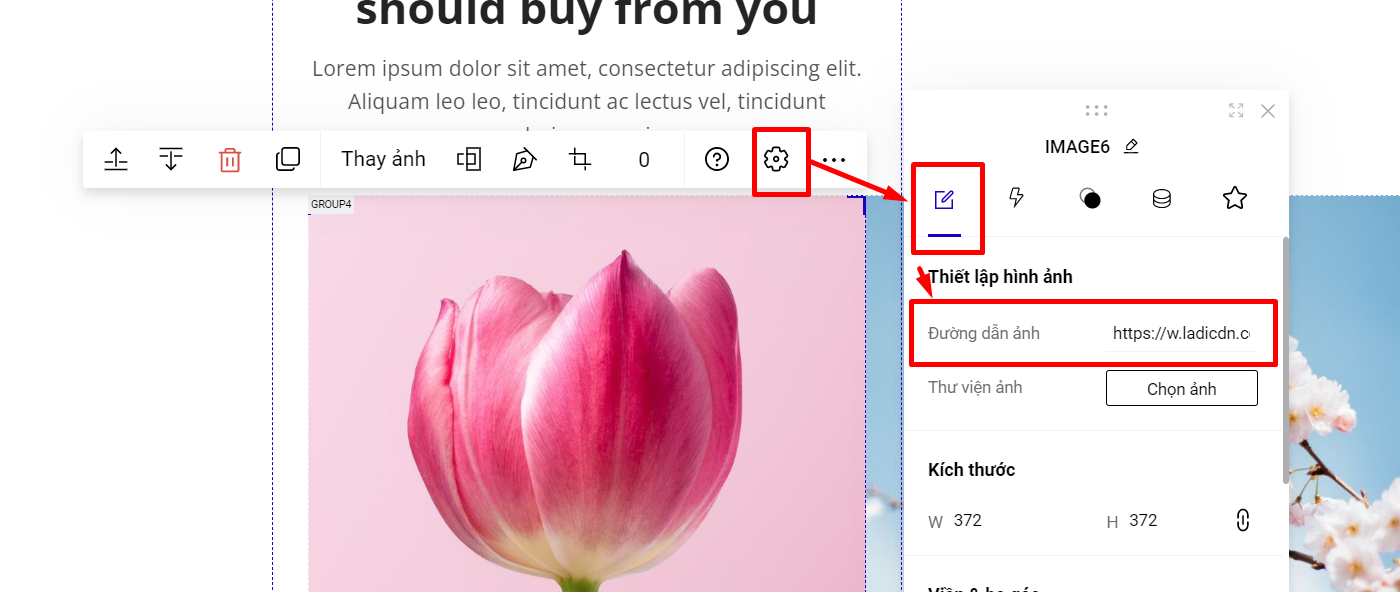 should buy from you
Lorem ipsum dolor sit amet, consectetur adipiscing elit.
Aliquam leo leo, tincidunt ac lectus vel, tincidunt
Thay ảnh
0
GROUP4
IMAGE6
Thiết lập hình ảnh
Đường dẫn ảnh https://w.ladicdn.c
Thư viện ảnh Chọn ảnh
Kích thước
W 372 H 372